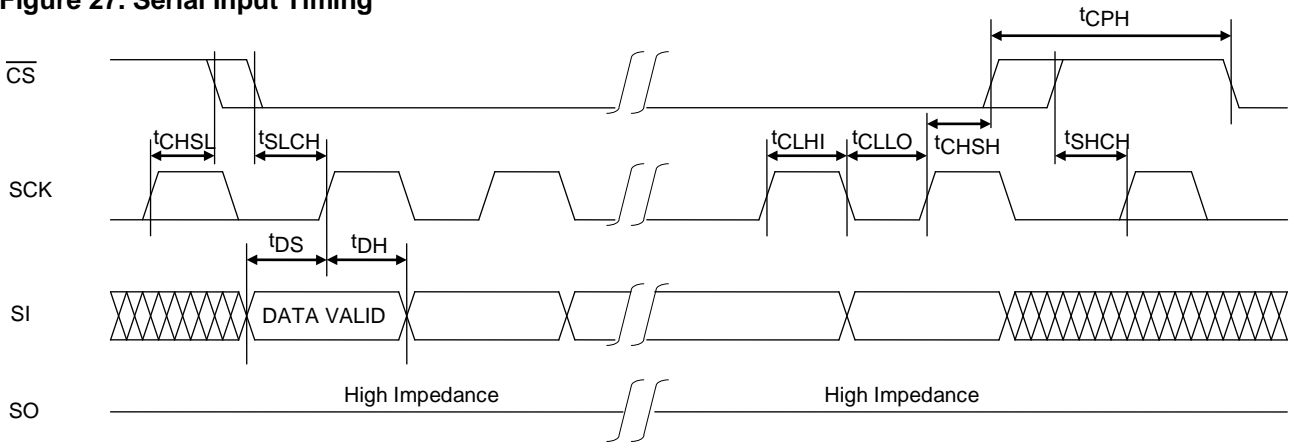 Figure 27. Serial Input Timing
tCPH
CS
tCHSL
tSLCH
tCLHI
tCLLO
tCHSH
tSHCH
SCK
tDS
tDH
SI
DATA VALID
High Impedance
High Impedance
SO